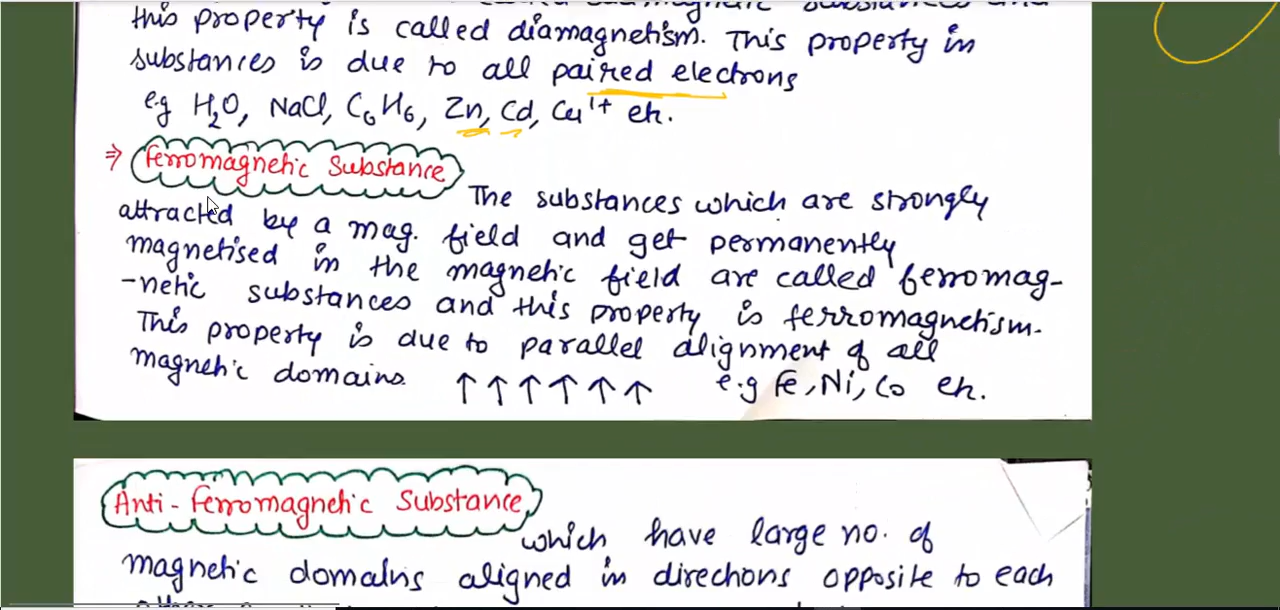 this property is called diamagnetism. This property in
substances is due to all paired electrons
e.g H₂O, NaCl, C₆H₆, Zn, Cd, Cu¹⁺ etc.
⇒ Ferromagnetic Substance The substances which are strongly
attracted by a mag. field and get permanently
magnetised in the magnetic field are called ferromag-
-netic substances and this property is ferromagnetism.
This property is due to parallel alignment of all
magnetic domains. ↑ ↑ ↑ ↑ ↑ ↑ e.g Fe, Ni, Co etc.
Anti-Ferromagnetic Substance which have large no. of
magnetic domains aligned in directions opposite to each